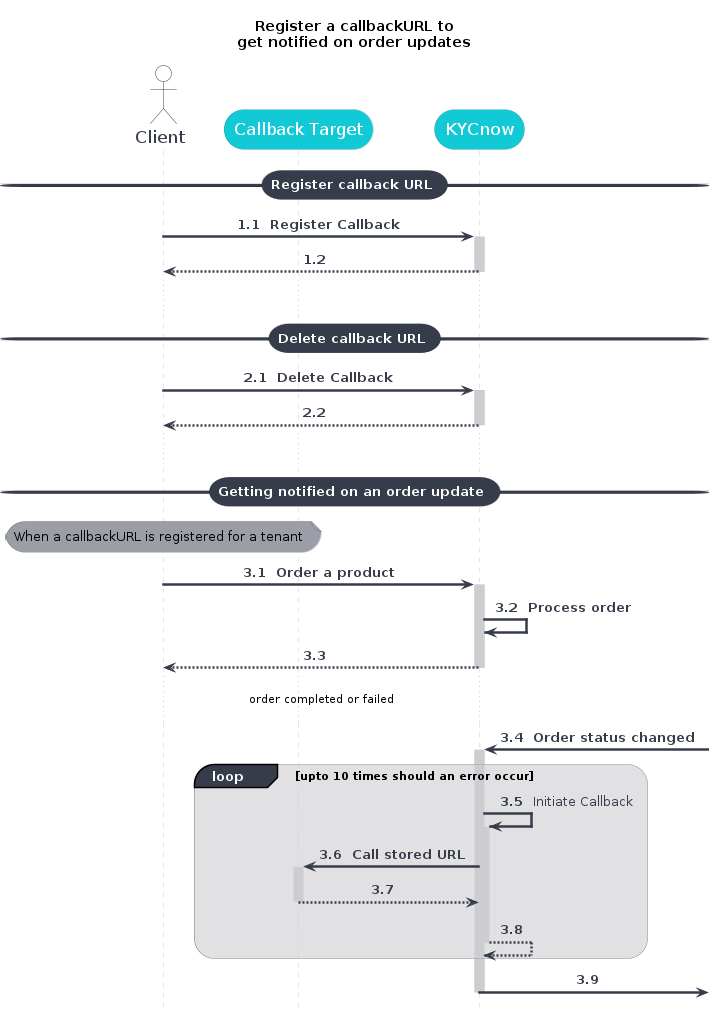 Register a callbackURL to
get notified on order updates
Client
Callback Target
KYCnow
Register callback URL
1.1 Register Callback
1.2
Delete callback URL
2.1 Delete Callback
2.2
Getting notified on an order update
When a callbackURL is registered for a tenant
3.1 Order a product
3.2 Process order
3.3
order completed or failed
3.4 Order status changed
loop [upto 10 times should an error occur]
3.5 Initiate Callback
3.6 Call stored URL
3.7
3.8
3.9